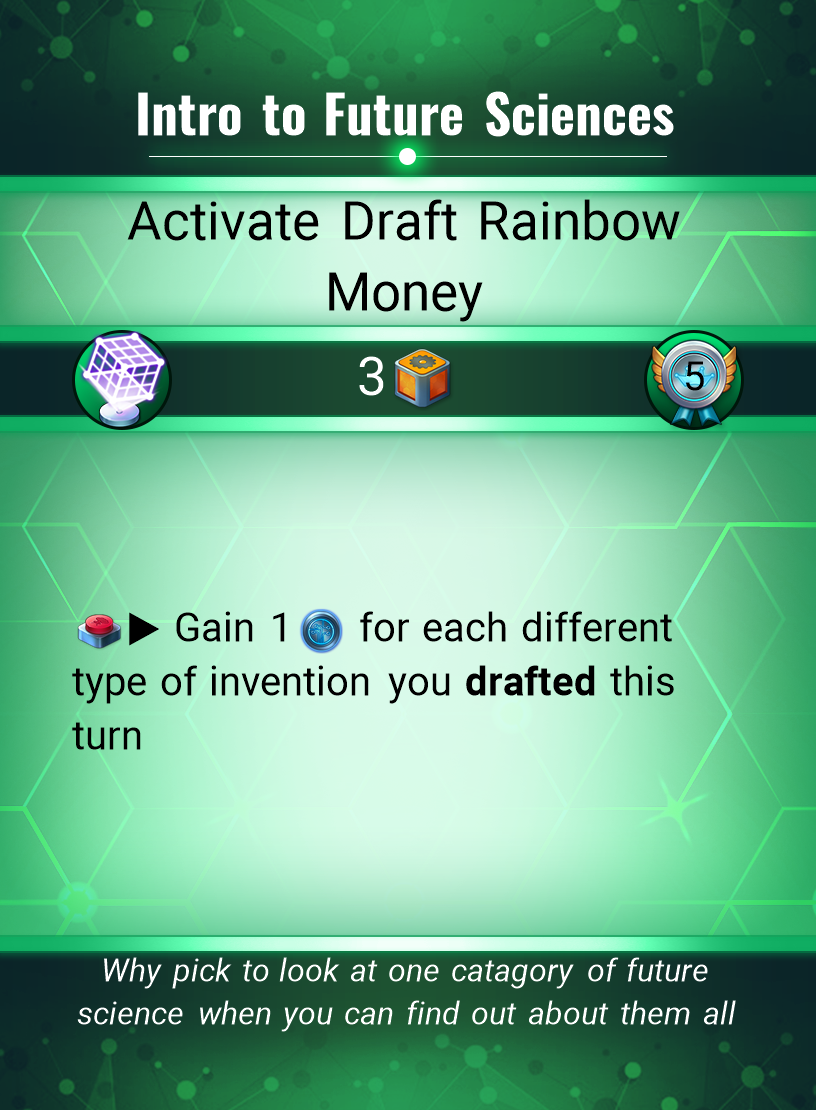 Intro to Future Sciences
Activate Draft Rainbow
Money
3
5
▶ Gain 1 for each different
type of invention you drafted this
turn
Why pick to look at one catagory of future
science when you can find out about them all